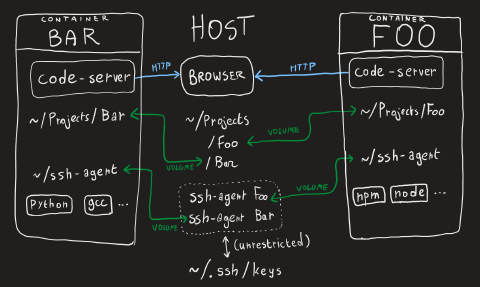 CONTAINER
BAR
code-server
~/Projects/Bar
~/ssh-agent
python gcc ...
HTTP
VOLUME
VOLUME
HOST
BROWSER
~/Projects
/Foo
/Bar
ssh-agent Foo
ssh-agent Bar
(unrestricted)
~/.ssh/keys
HTTP
VOLUME
VOLUME
CONTAINER
FOO
code-server
~/Projects/Foo
~/ssh-agent
npm node ...